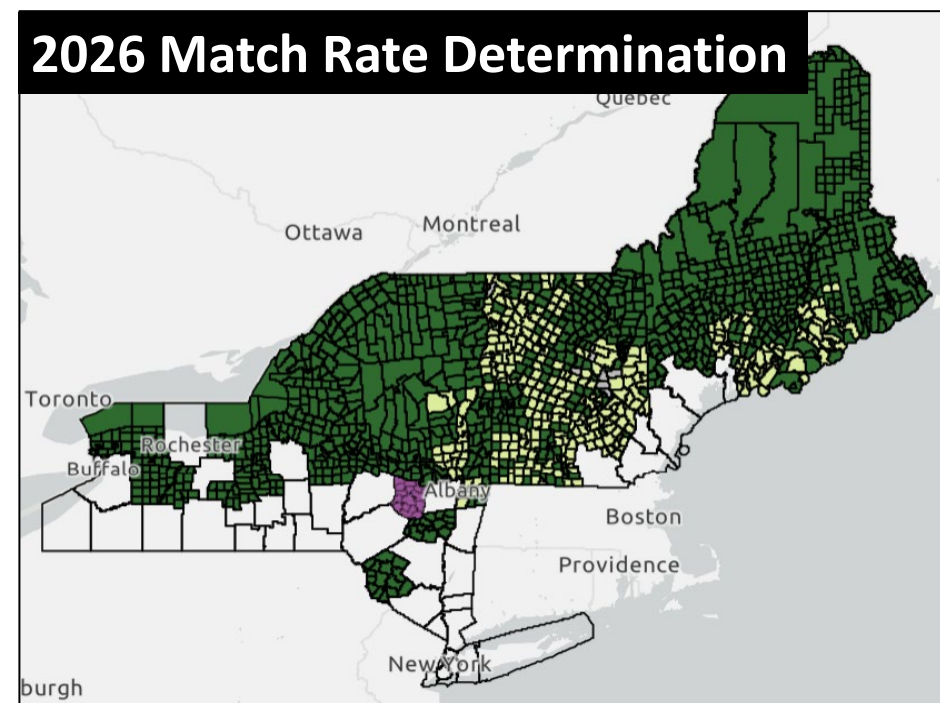 2026 Match Rate Determination
Quebec
Ottawa
Montreal
Toronto
Rochester
Buffalo
Albany
Boston
Providence
New York
burgh